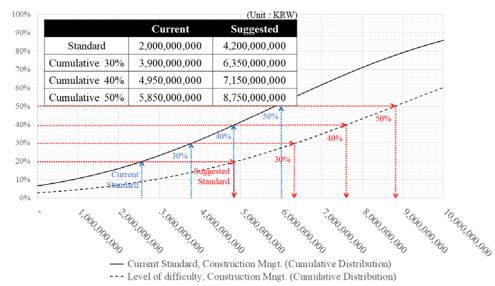 (Unit : KRW)
Current Suggested
Standard 2,000,000,000 4,200,000,000
Cumulative 30% 3,900,000,000 6,350,000,000
Cumulative 40% 4,950,000,000 7,150,000,000
Cumulative 50% 5,850,000,000 8,750,000,000
100%
90%
80%
70%
60%
50%
40%
30%
20%
10%
0%
50%
40%
30%
Current
Standard
50%
40%
30%
Suggested
Standard
-
1,000,000,000
2,000,000,000
3,000,000,000
4,000,000,000
5,000,000,000
6,000,000,000
7,000,000,000
8,000,000,000
9,000,000,000
10,000,000,000
Current Standard, Construction Mngt. (Cumulative Distribution)
Level of difficulty, Construction Mngt. (Cumulative Distribution)